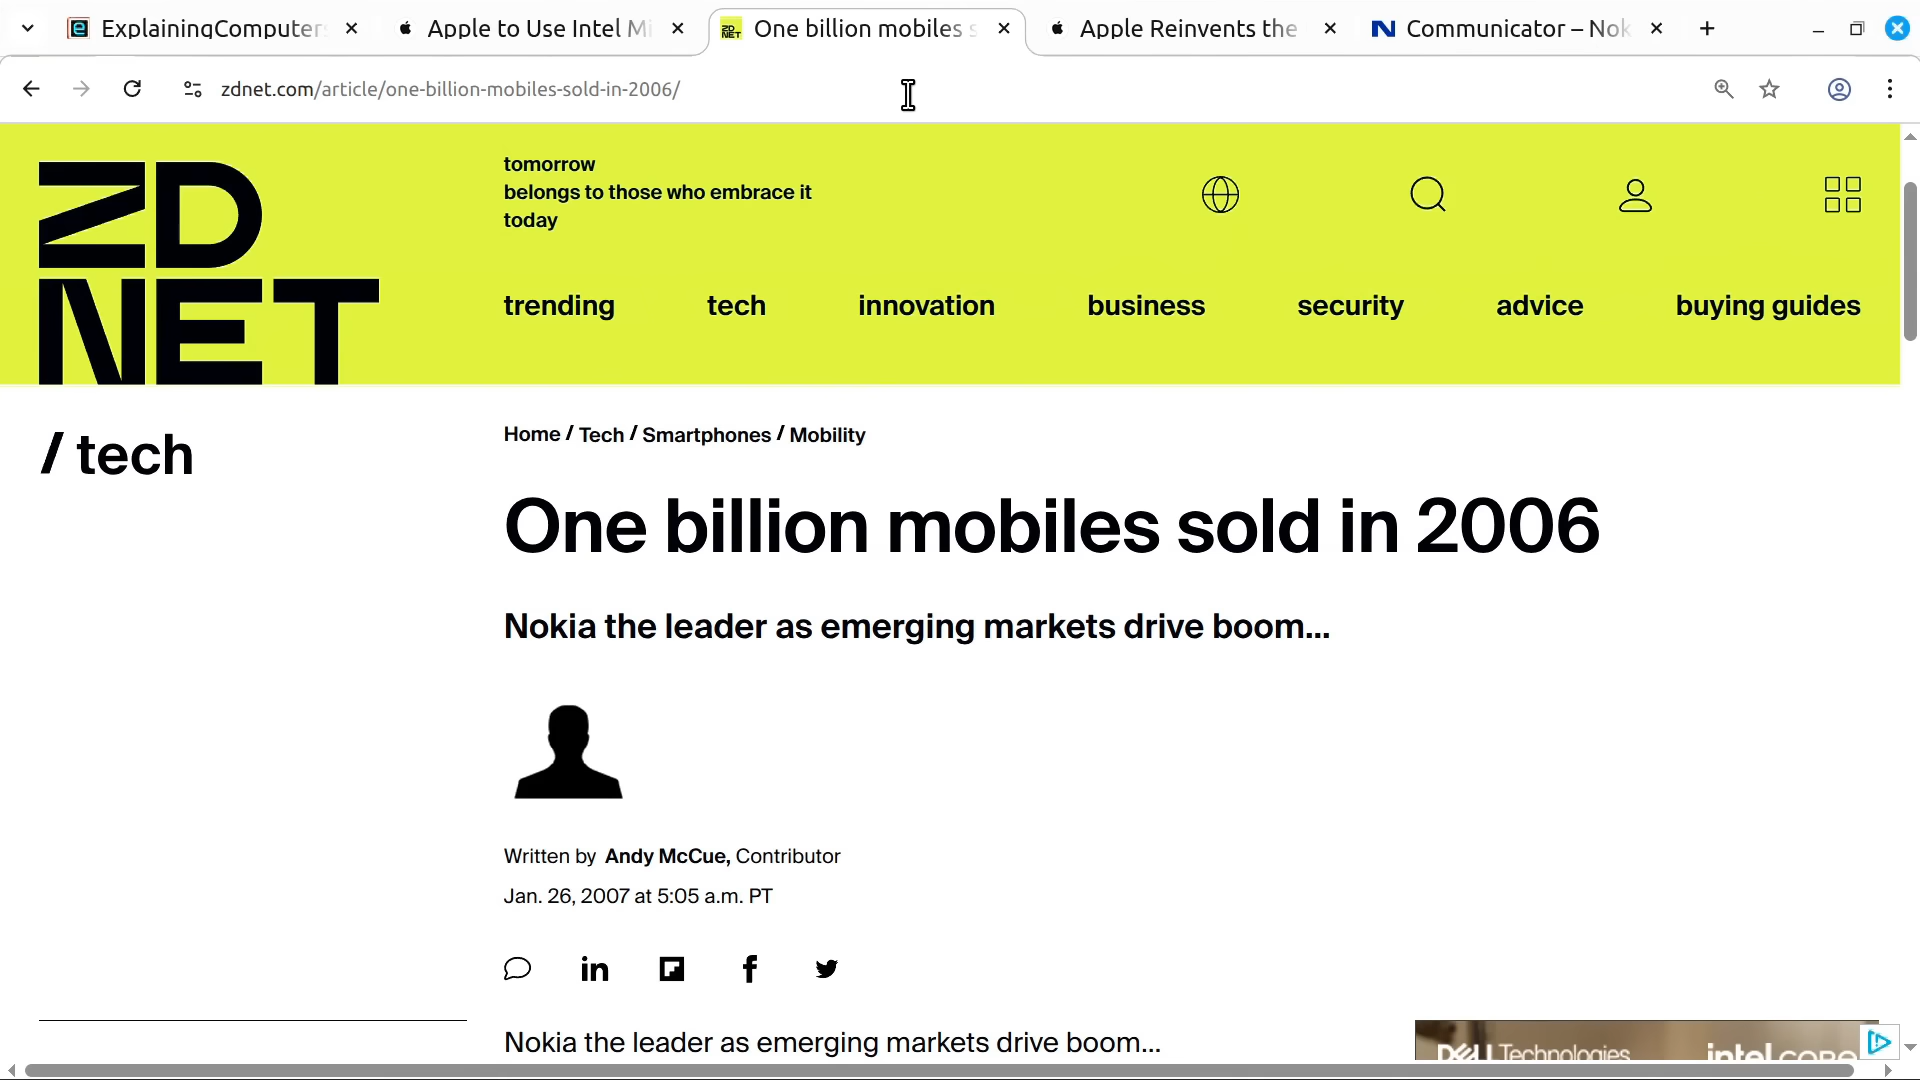 ExplainingComputer
Apple to Use Intel Mi
One billion mobiles s
Apple Reinvents the
Communicator – Nok
zdnet.com/article/one-billion-mobiles-sold-in-2006/
ZD
NET
tomorrow
belongs to those who embrace it
today
trending
tech
innovation
business
security
advice
buying guides
/ tech
Home / Tech / Smartphones / Mobility
One billion mobiles sold in 2006
Nokia the leader as emerging markets drive boom...
Written by Andy McCue, Contributor
Jan. 26, 2007 at 5:05 a.m. PT
Nokia the leader as emerging markets drive boom...
DELL Technologies
intel CORE